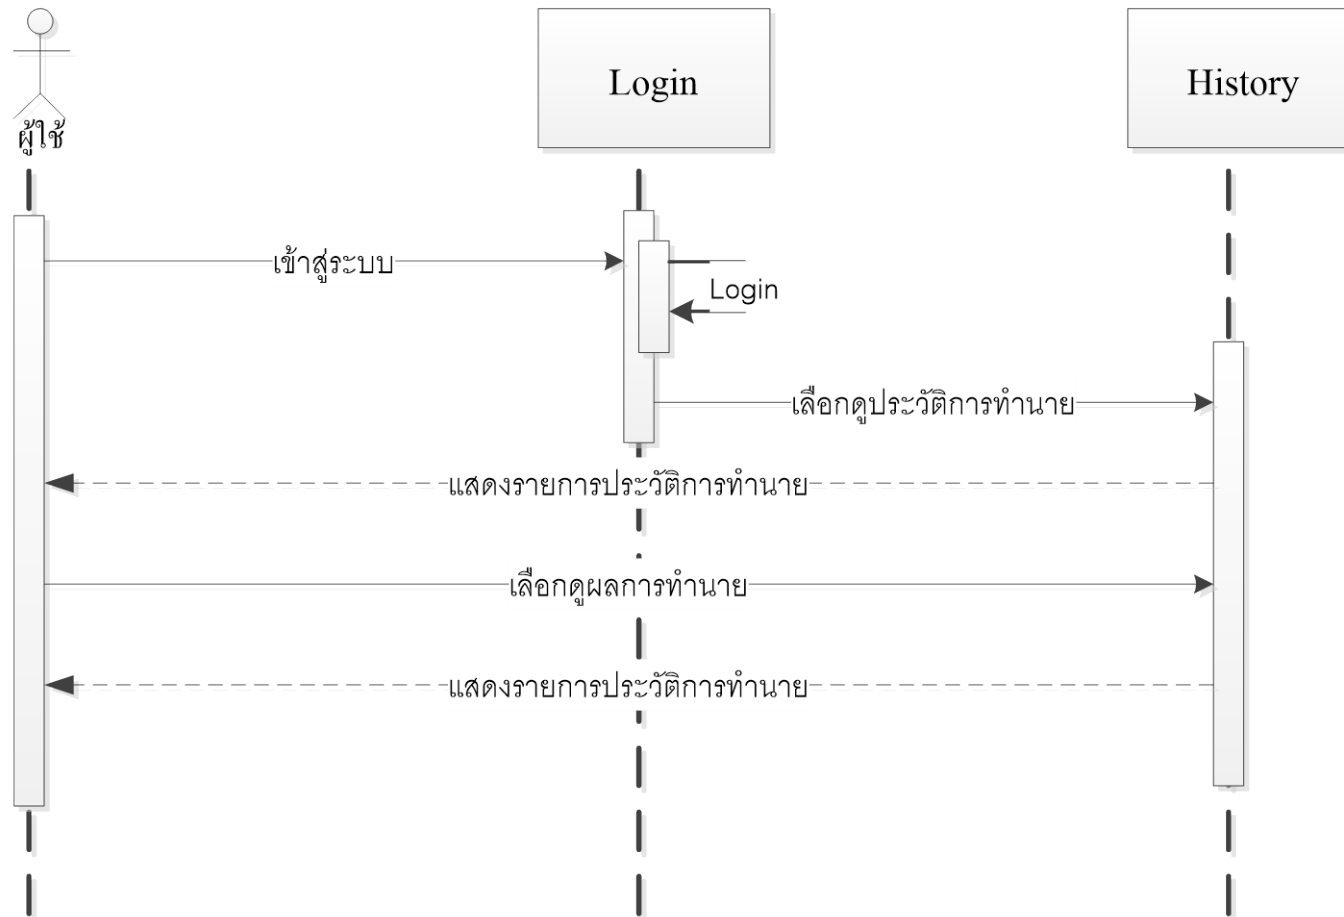 Login
History
ผู้ใช้
เข้าสู่ระบบ
Login
เลือกดูประวัติการทำนาย
แสดงรายการประวัติการทำนาย
เลือกดูผลการทำนาย
แสดงรายการประวัติการทำนาย